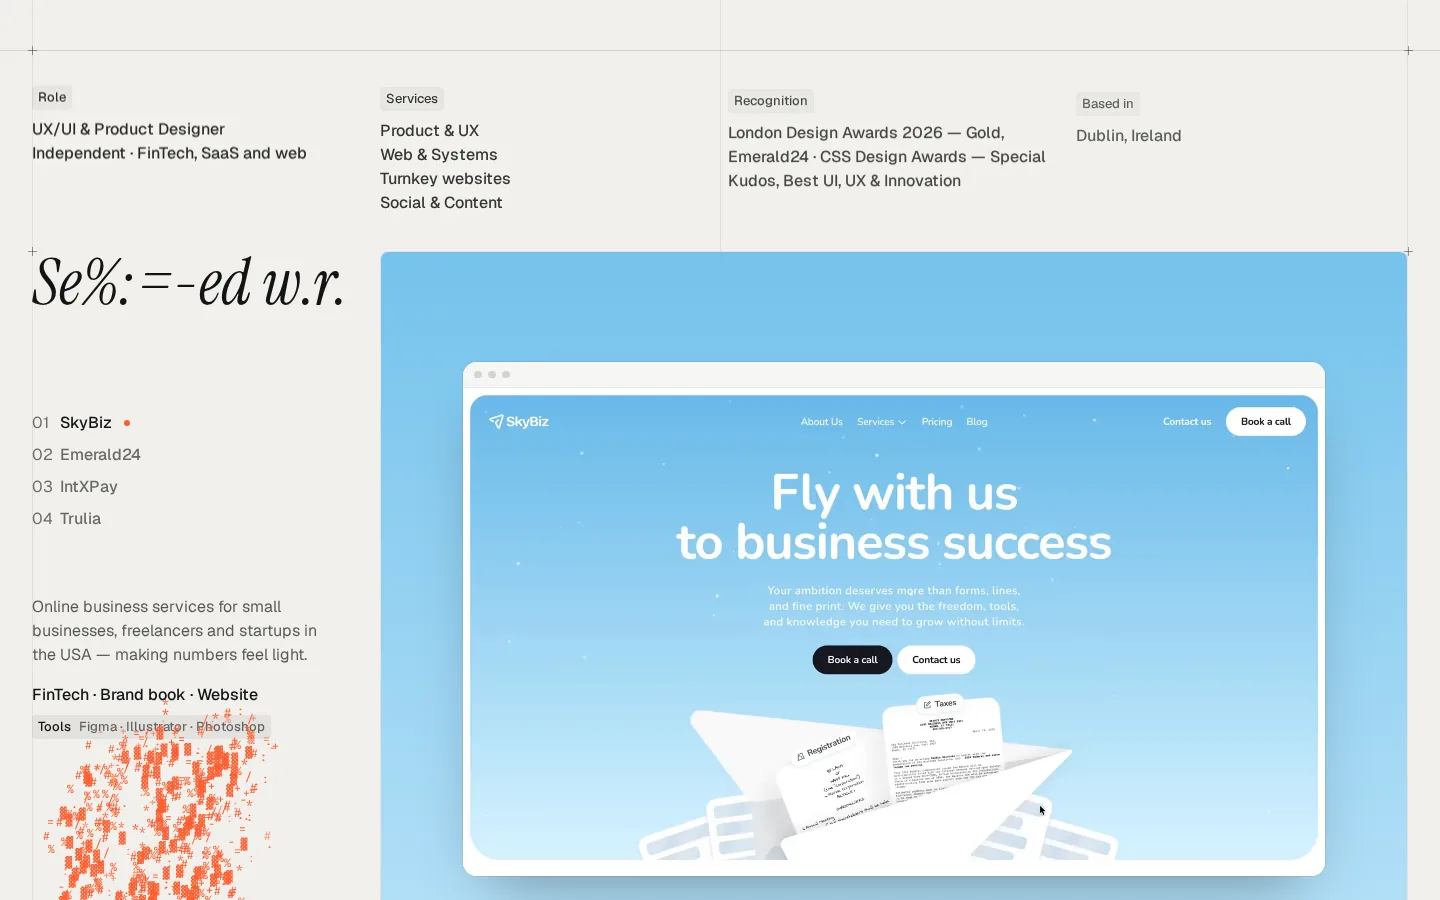 Role
UX/UI & Product Designer
Independent · FinTech, SaaS and web
Services
Product & UX
Web & Systems
Turnkey websites
Social & Content
Recognition
London Design Awards 2026 — Gold,
Emerald24 · CSS Design Awards — Special
Kudos, Best UI, UX & Innovation
Based in
Dublin, Ireland
Se%:=-ed w.r.
01 SkyBiz
02 Emerald24
03 IntXPay
04 Trulia
Online business services for small
businesses, freelancers and startups in
the USA — making numbers feel light.
FinTech · Brand book · Website
Tools Figma · Illustrator · Photoshop
SkyBiz
About Us Services Pricing Blog
Contact us Book a call
Fly with us
to business success
Your ambition deserves more than forms, lines,
and fine print. We give you the freedom, tools,
and knowledge you need to grow without limits.
Book a call Contact us
Taxes
Registration